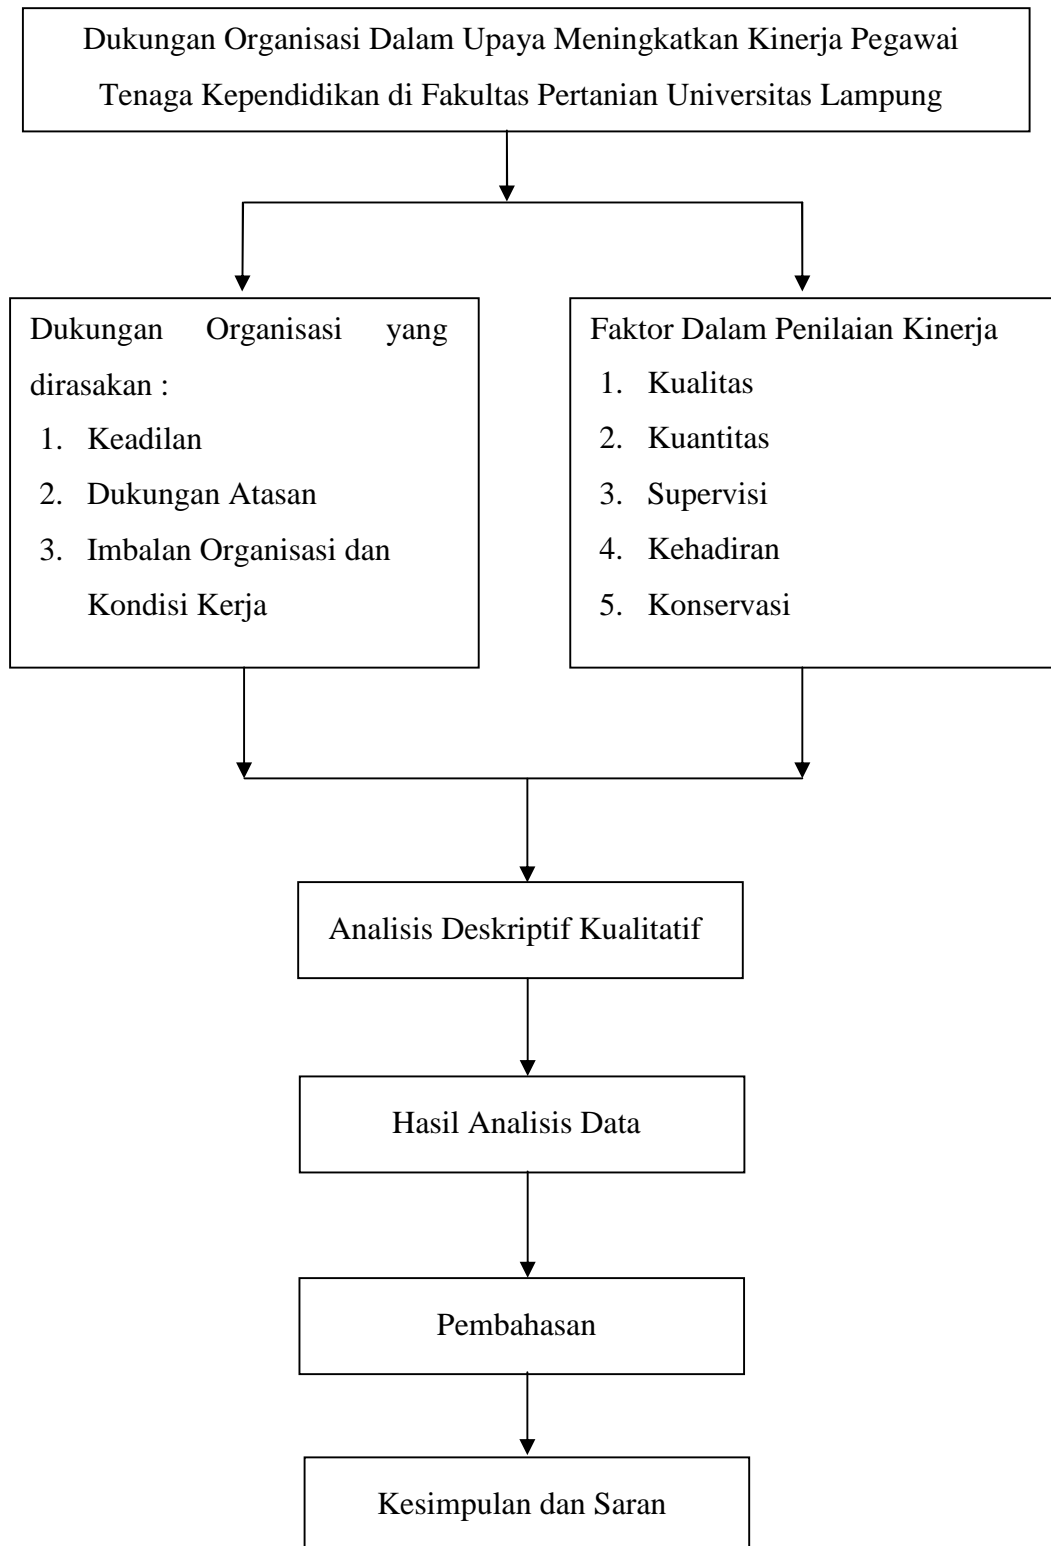 Dukungan Organisasi Dalam Upaya Meningkatkan Kinerja Pegawai
Tenaga Kependidikan di Fakultas Pertanian Universitas Lampung
Dukungan Organisasi yang
dirasakan :
1. Keadilan
2. Dukungan Atasan
3. Imbalan Organisasi dan
Kondisi Kerja
Faktor Dalam Penilaian Kinerja
1. Kualitas
2. Kuantitas
3. Supervisi
4. Kehadiran
5. Konservasi
Analisis Deskriptif Kualitatif
Hasil Analisis Data
Pembahasan
Kesimpulan dan Saran